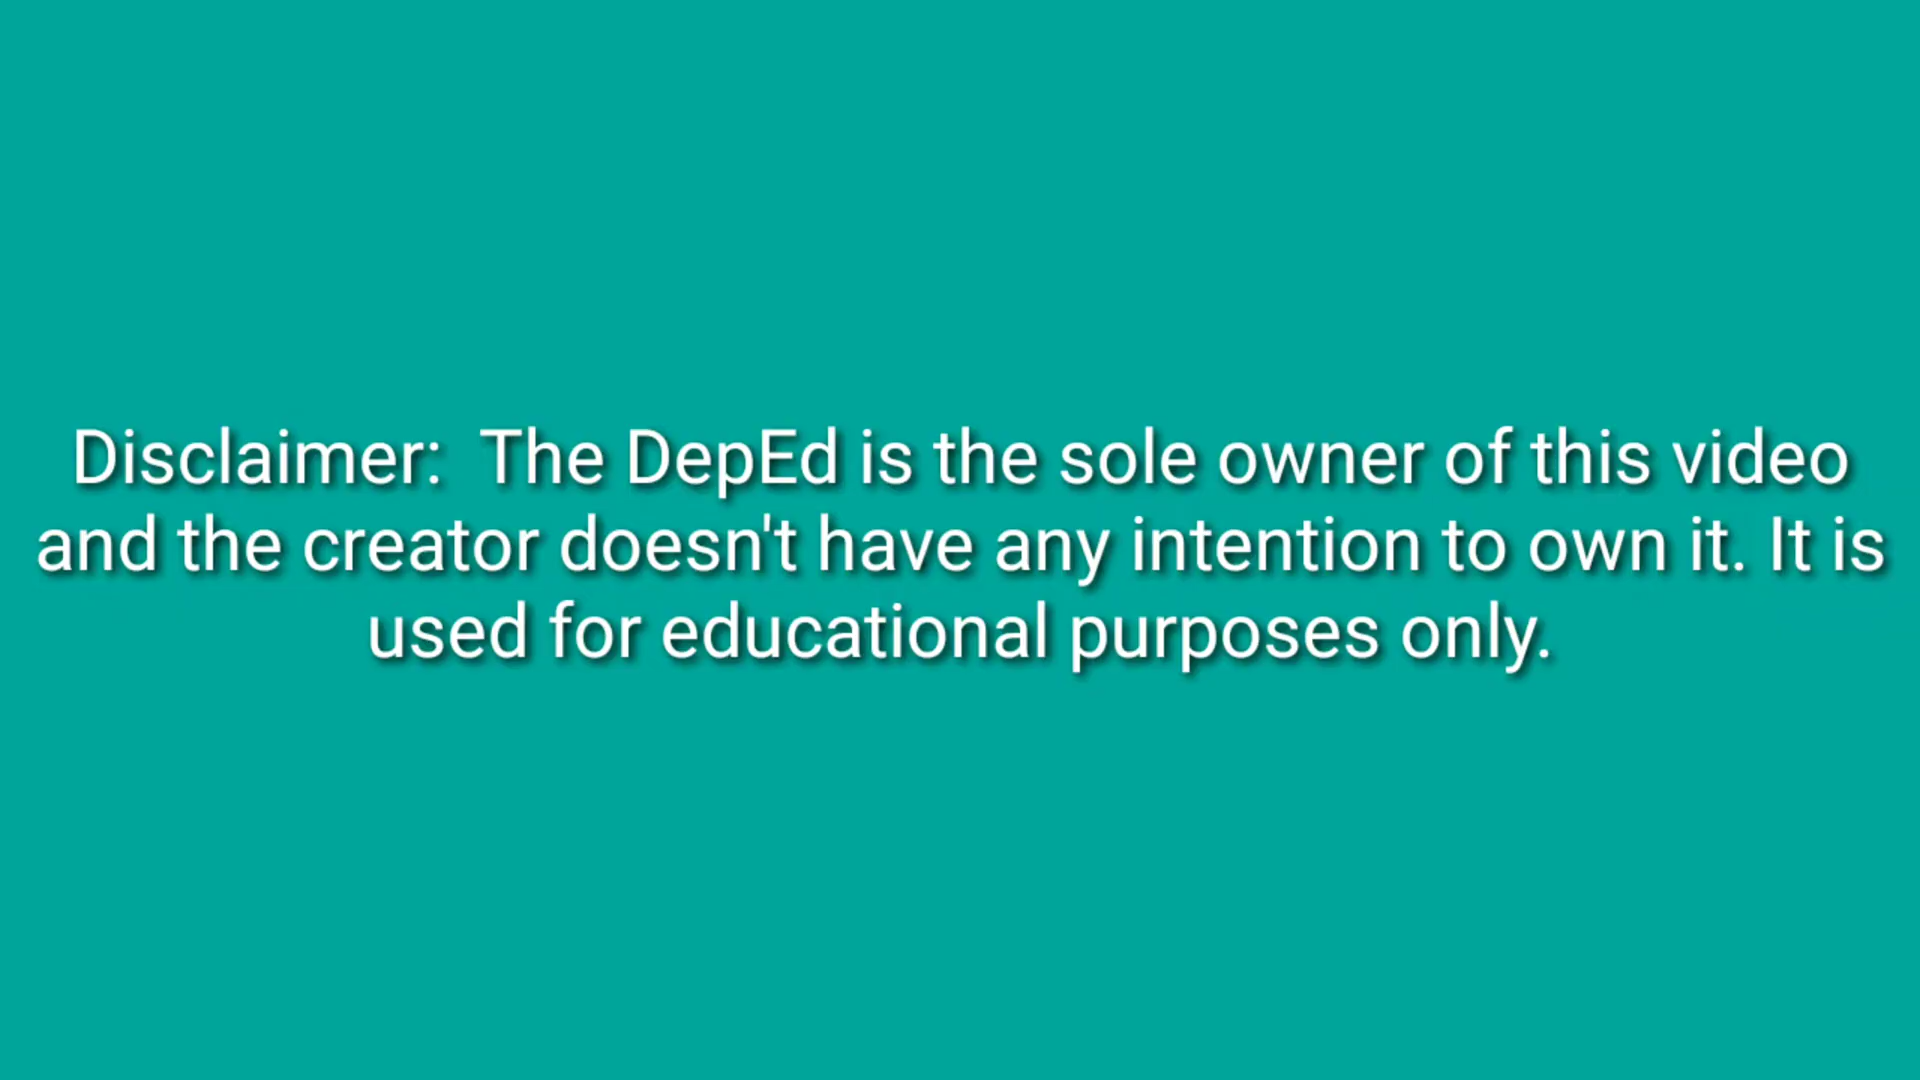 Disclaimer:  The DepEd is the sole owner of this video
and the creator doesn't have any intention to own it. It is
used for educational purposes only.